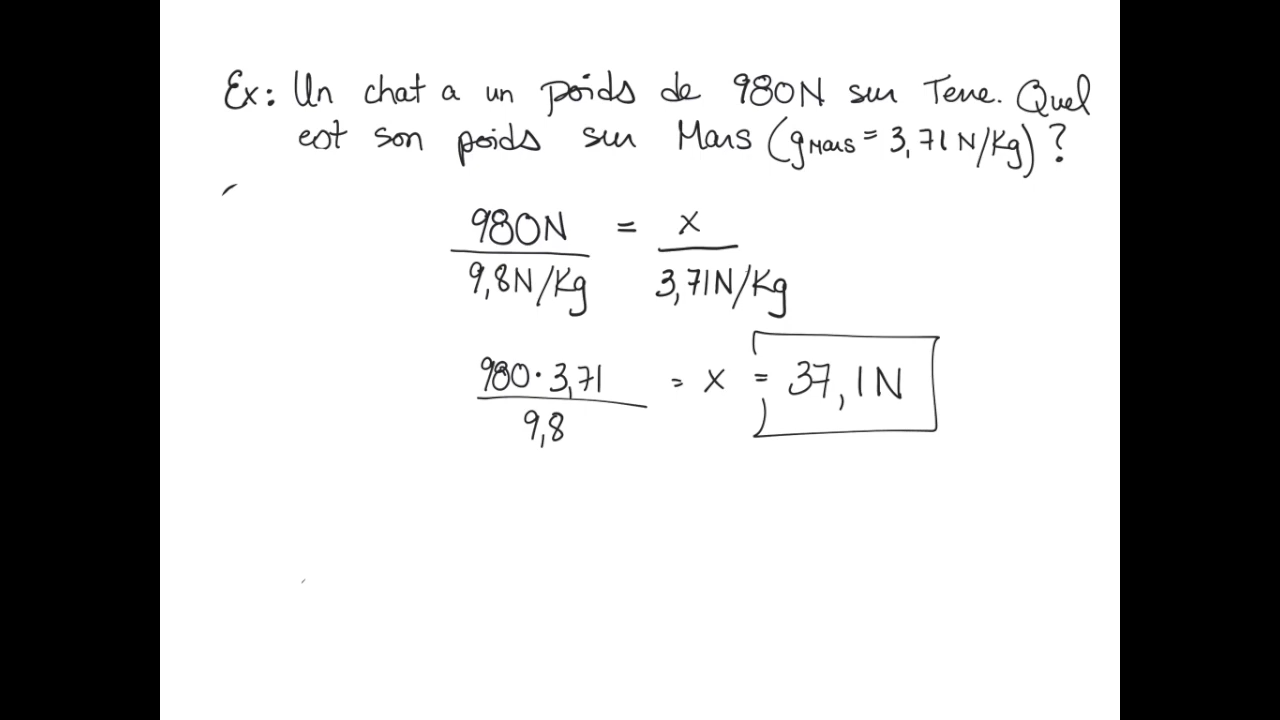 Ex: Un chat a un poids de 980N sur Terre. Quel
est son poids sur Mars (gMars = 3,71N/Kg)?
980N = x
9,8N/Kg 3,71N/Kg
980·3,71 = x = 37,1N
9,8